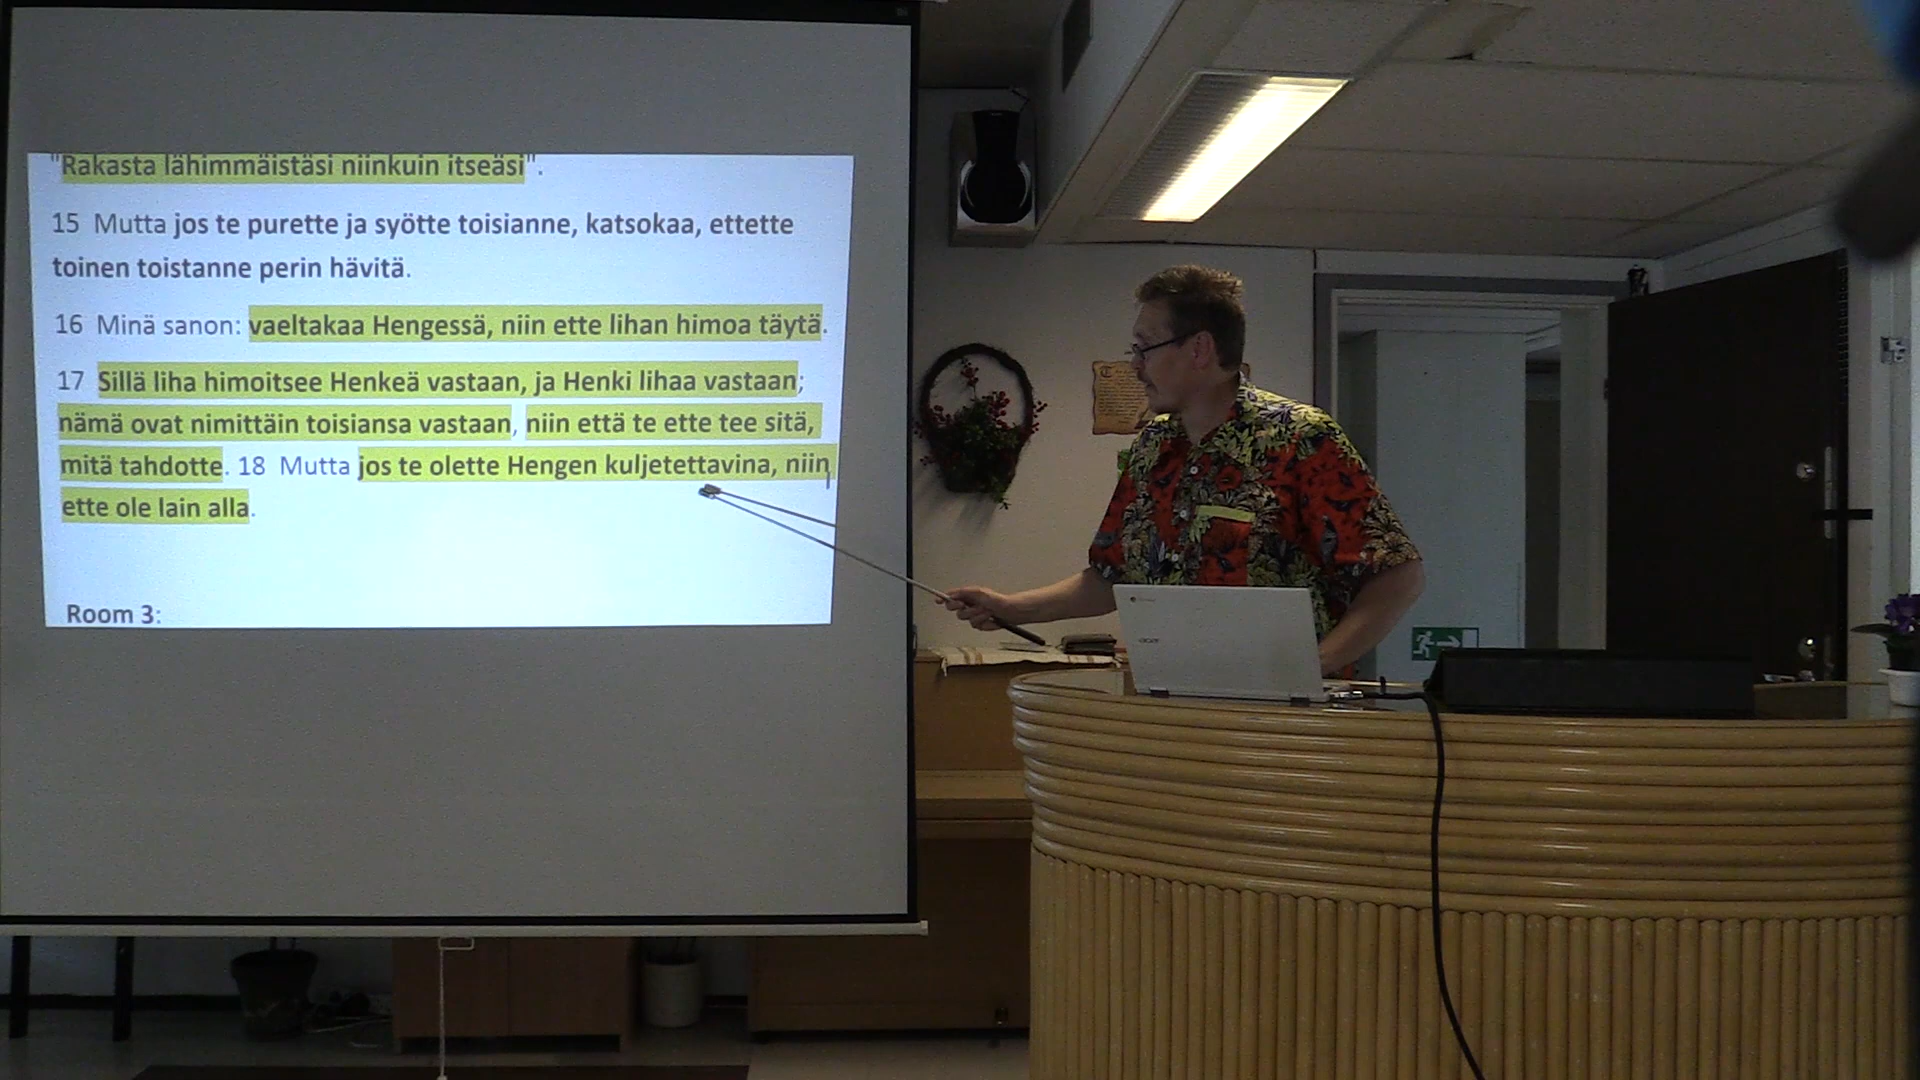 "Rakasta lähimmäistäsi niinkuin itseäsi".
15 Mutta jos te purette ja syötte toisianne, katsokaa, ettette
toinen toistanne perin hävitä.
16 Minä sanon: vaeltakaa Hengessä, niin ette lihan himoa täytä.
17 Sillä liha himoitsee Henkeä vastaan, ja Henki lihaa vastaan;
nämä ovat nimittäin toisiansa vastaan, niin että te ette tee sitä,
mitä tahdotte. 18 Mutta jos te olette Hengen kuljetettavina, niin
ette ole lain alla.
Room 3:
acer